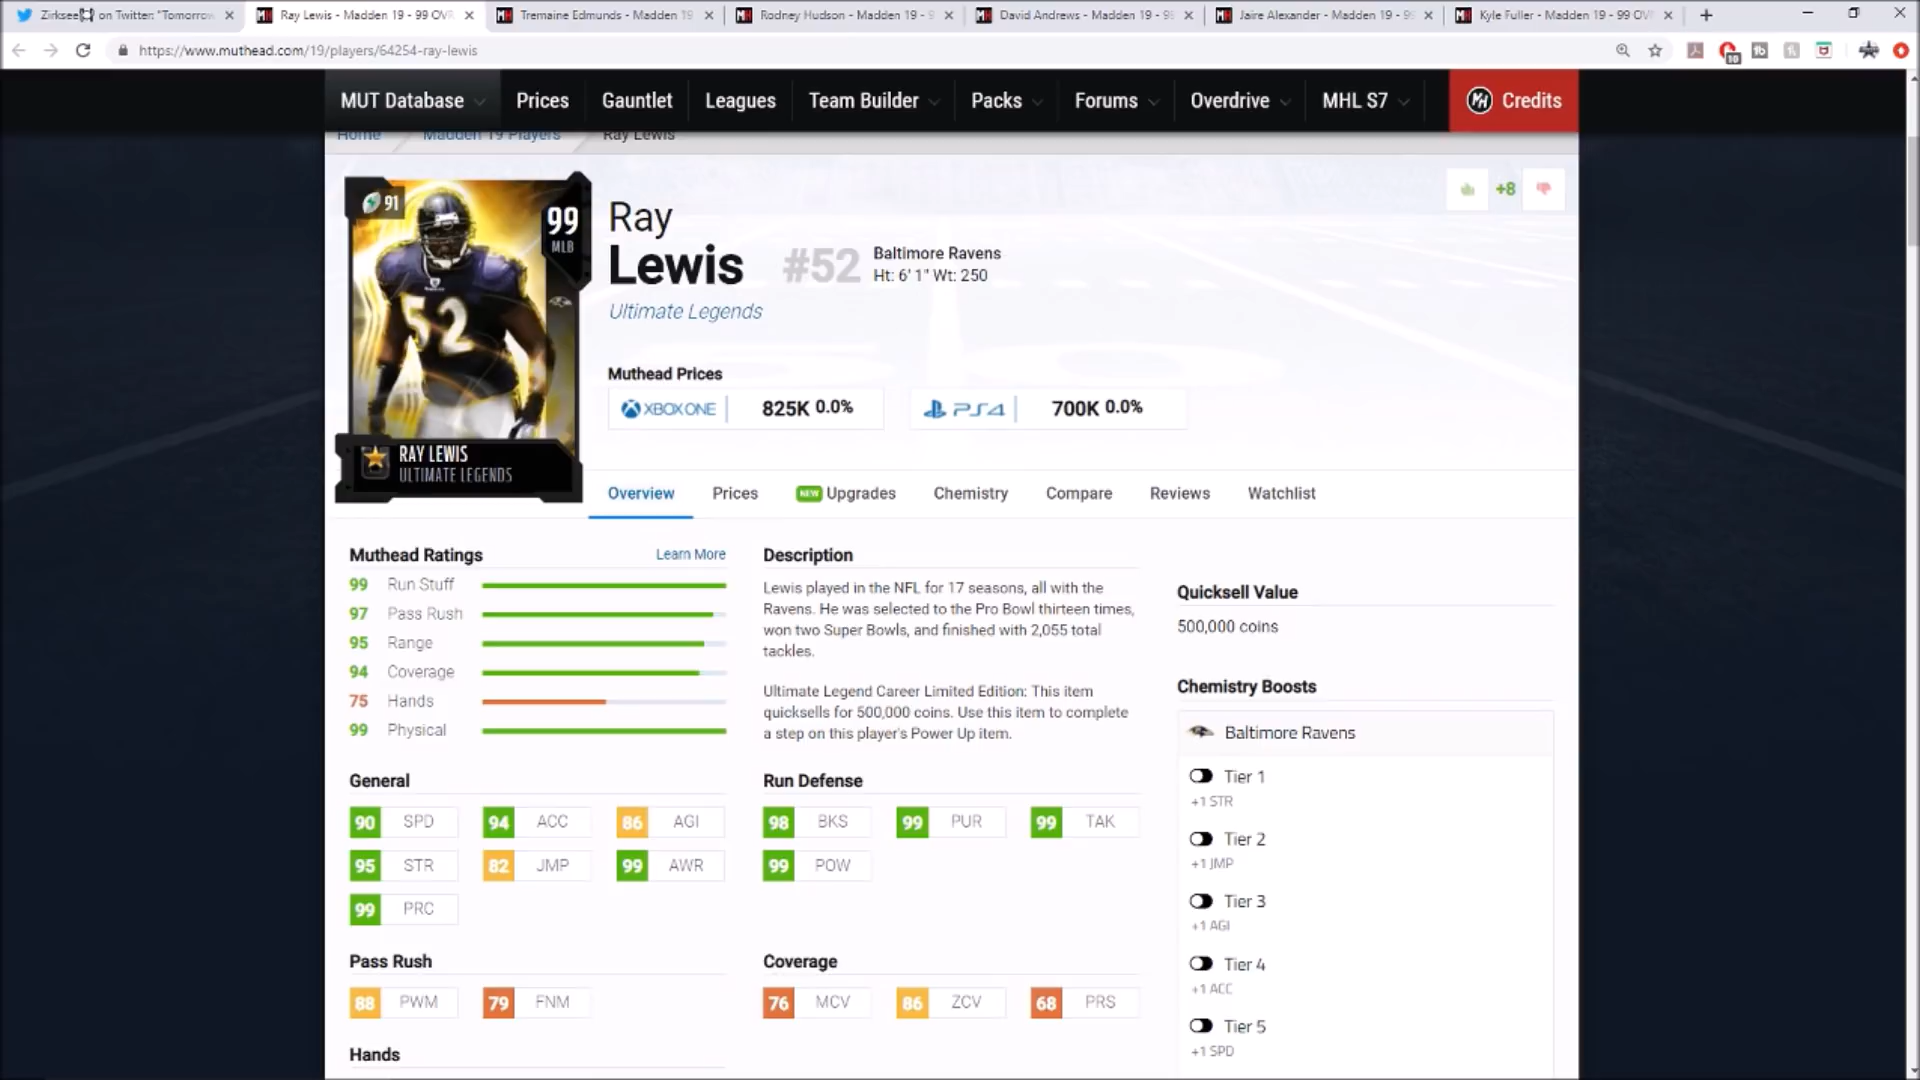 Zirksee on Twitter: "Tomorrow
Ray Lewis - Madden 19 - 99 OVR
Tremaine Edmunds - Madden 19
Rodney Hudson - Madden 19 - 9
David Andrews - Madden 19 - 9
Jaire Alexander - Madden 19 - 9
Kyle Fuller - Madden 19 - 99 OV
https://www.muthead.com/19/players/64254-ray-lewis
MUT Database
Prices
Gauntlet
Leagues
Team Builder
Packs
Forums
Overdrive
MHL S7
Credits
Home
Madden 19 Players
Ray Lewis
91
99
MLB
52
RAY LEWIS
ULTIMATE LEGENDS
Ray
Lewis
#52
Baltimore Ravens
Ht: 6' 1" Wt: 250
Ultimate Legends
+8
Muthead Prices
XBOX ONE 825K 0.0%
PS4 700K 0.0%
Overview
Prices
NEW Upgrades
Chemistry
Compare
Reviews
Watchlist
Muthead Ratings
Learn More
99 Run Stuff
97 Pass Rush
95 Range
94 Coverage
75 Hands
99 Physical
Description
Lewis played in the NFL for 17 seasons, all with the
Ravens. He was selected to the Pro Bowl thirteen times,
won two Super Bowls, and finished with 2,055 total
tackles.
Ultimate Legend Career Limited Edition: This item
quicksells for 500,000 coins. Use this item to complete
a step on this player's Power Up item.
Quicksell Value
500,000 coins
Chemistry Boosts
Baltimore Ravens
Tier 1
+1 STR
Tier 2
+1 JMP
Tier 3
+1 AGI
Tier 4
+1 ACC
Tier 5
+1 SPD
General
90 SPD
94 ACC
86 AGI
95 STR
82 JMP
99 AWR
99 PRC
Run Defense
98 BKS
99 PUR
99 TAK
99 POW
Pass Rush
88 PWM
79 FNM
Coverage
76 MCV
86 ZCV
68 PRS
Hands